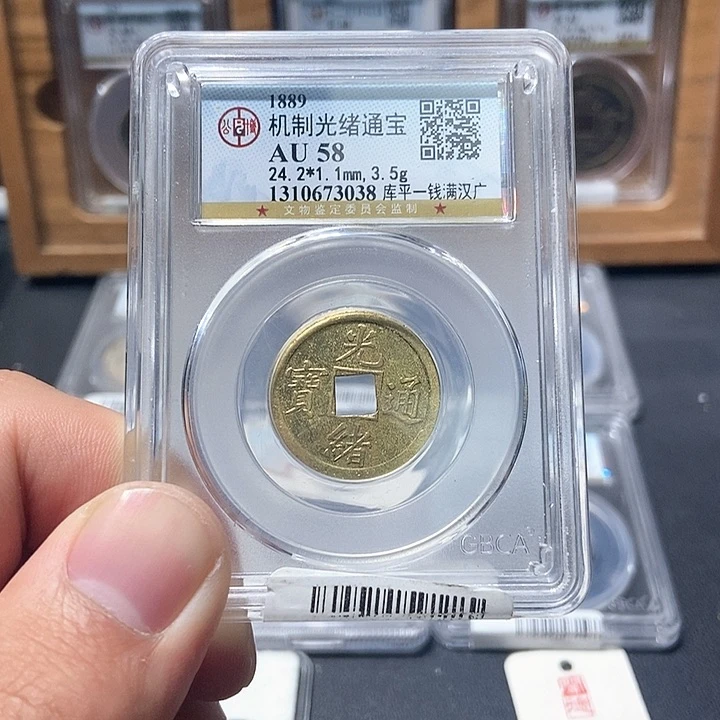 1889
机制光绪通宝
AU 58
24.2*1.1mm,3.5g
1310673038 库平一钱满汉广
★ 文物鉴定委员会监制 ★
光
寶 通
緒
GBCA